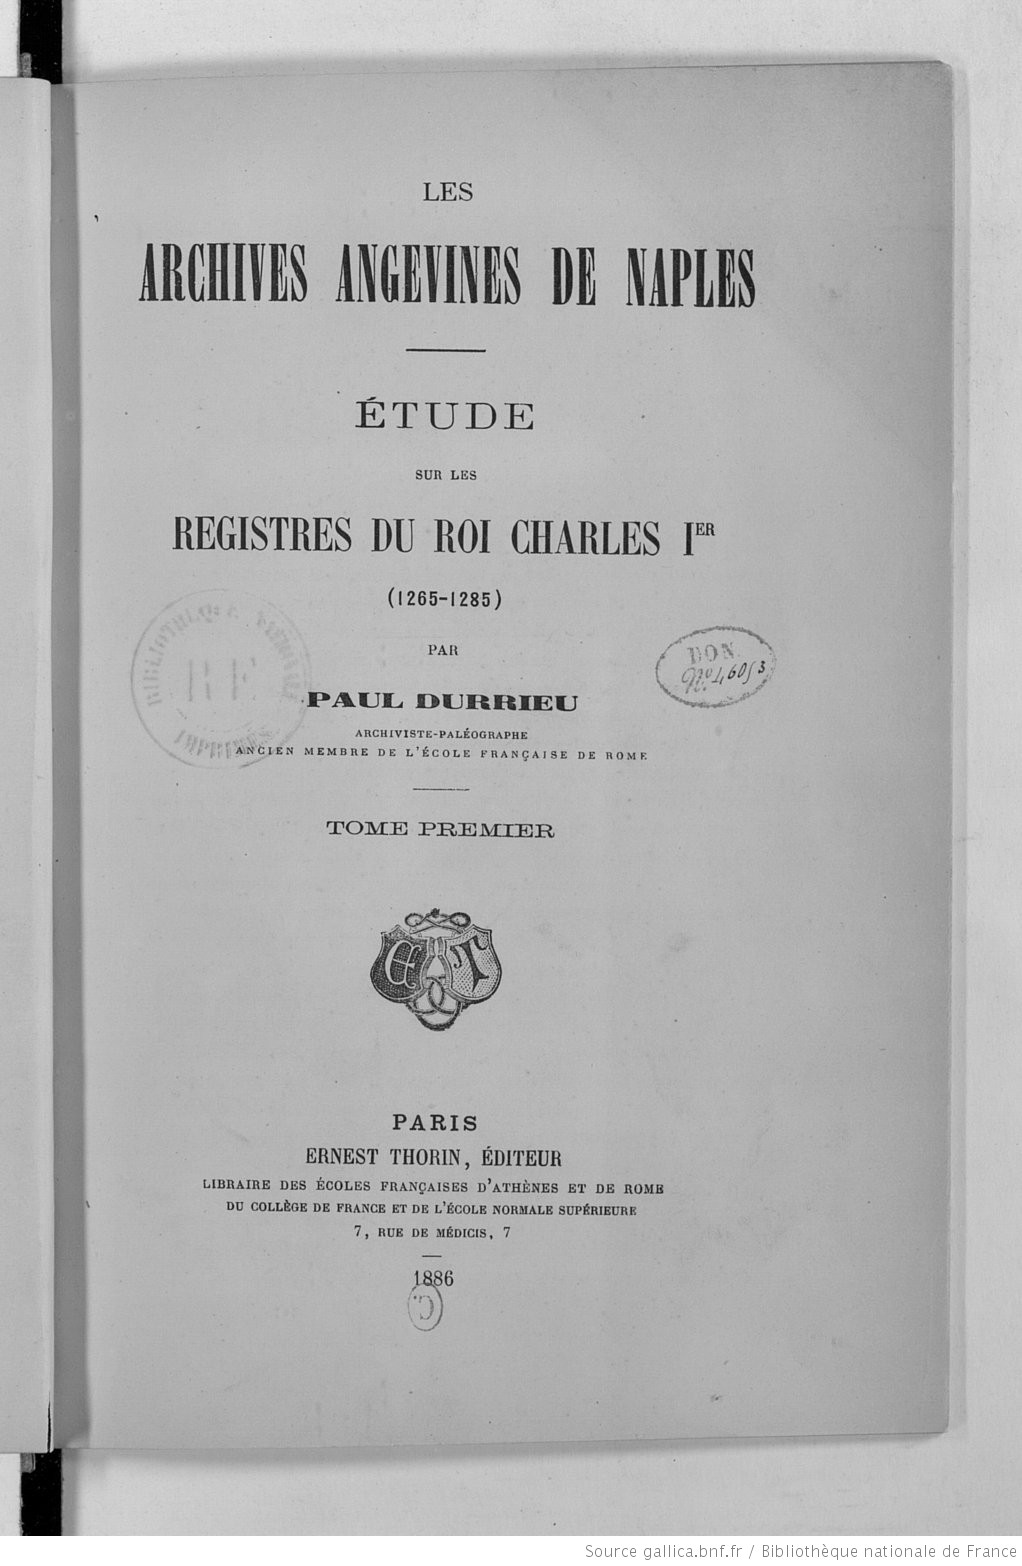 LES
ARCHIVES ANGEVINES DE NAPLES
ÉTUDE
SUR LES
REGISTRES DU ROI CHARLES IER
(1265-1285)
PAR
PAUL DURRIEU
ARCHIVISTE-PALÉOGRAPHE
ANCIEN MEMBRE DE L'ÉCOLE FRANÇAISE DE ROME
DON
TOME PREMIER
E T
PARIS
ERNEST THORIN, ÉDITEUR
LIBRAIRE DES ÉCOLES FRANÇAISES D'ATHÈNES ET DE ROME
DU COLLÈGE DE FRANCE ET DE L'ÉCOLE NORMALE SUPÉRIEURE
7, RUE DE MÉDICIS, 7
1886
Source gallica.bnf.fr / Bibliothèque nationale de France